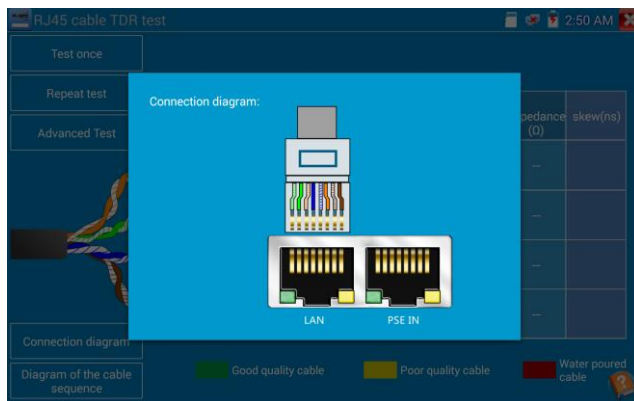 RJ45 cable TDR test
2:50 AM
Test once
Repeat test
Advanced Test
Connection diagram:
pedance
(Ω)
skew(ns)
--
--
--
--
LAN
PSE IN
Connection diagram
Diagram of the cable
sequence
Good quality cable
Poor quality cable
Water poured
cable